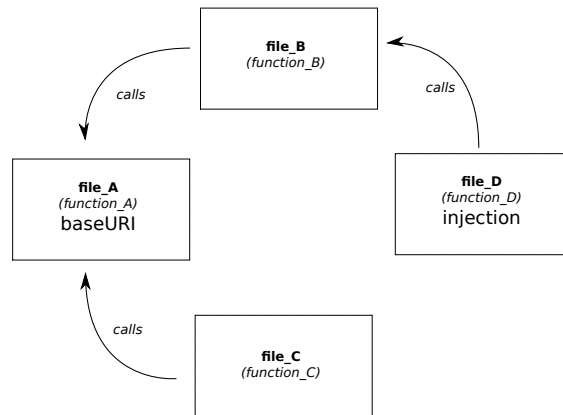 file_B
(function_B)
calls
calls
file_A
(function_A)
baseURI
file_D
(function_D)
injection
calls
file_C
(function_C)